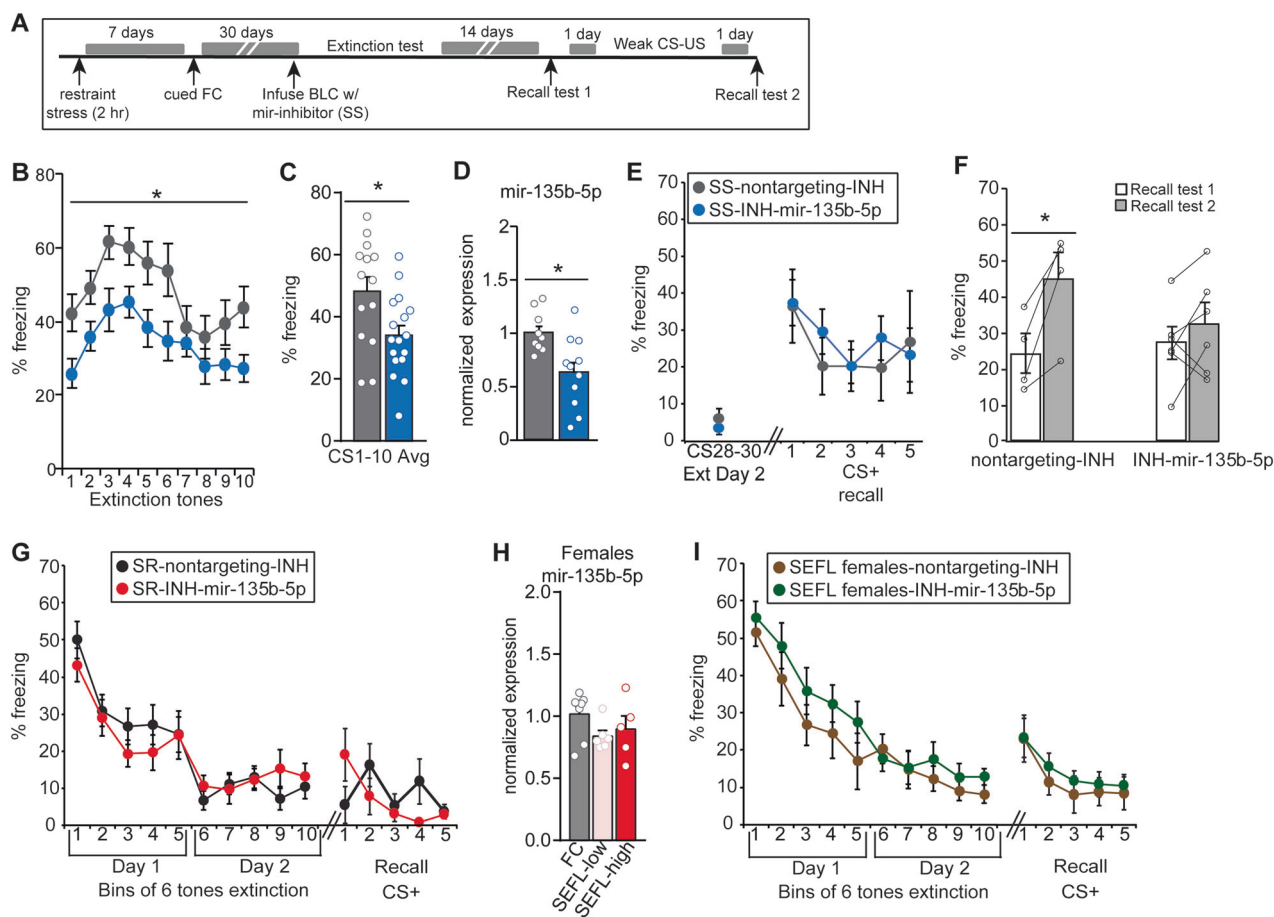 A
7 days
30 days
Extinction test
14 days
1 day
Weak CS-US
1 day
restraint
stress (2 hr)
cued FC
Infuse BLC w/
mir-inhibitor (SS)
Recall test 1
Recall test 2
B
*
% freezing
80
60
40
20
0
1 2 3 4 5 6 7 8 9 10
Extinction tones
C
*
% freezing
80
60
40
20
0
CS1-10 Avg
D
mir-135b-5p
*
normalized expression
2
1.5
1
0.5
0
E
SS-nontargeting-INH
SS-INH-mir-135b-5p
% freezing
70
60
50
40
30
20
10
0
CS28-30
Ext Day 2
1 2 3 4 5
CS+
recall
F
Recall test 1
Recall test 2
*
% freezing
70
60
50
40
30
20
10
0
nontargeting-INH
INH-mir-135b-5p
G
SR-nontargeting-INH
SR-INH-mir-135b-5p
% freezing
70
60
50
40
30
20
10
0
1 2 3 4 5 6 7 8 9 10
1 2 3 4 5
Day 1
Day 2
Recall
Bins of 6 tones extinction
CS+
H
Females
mir-135b-5p
normalized expression
2.0
1.5
1.0
0.5
0.0
FC
SEFL-low
SEFL-high
I
SEFL females-nontargeting-INH
SEFL females-INH-mir-135b-5p
% freezing
70
60
50
40
30
20
10
0
1 2 3 4 5 6 7 8 9 10
1 2 3 4 5
Day 1
Day 2
Recall
Bins of 6 tones extinction
CS+